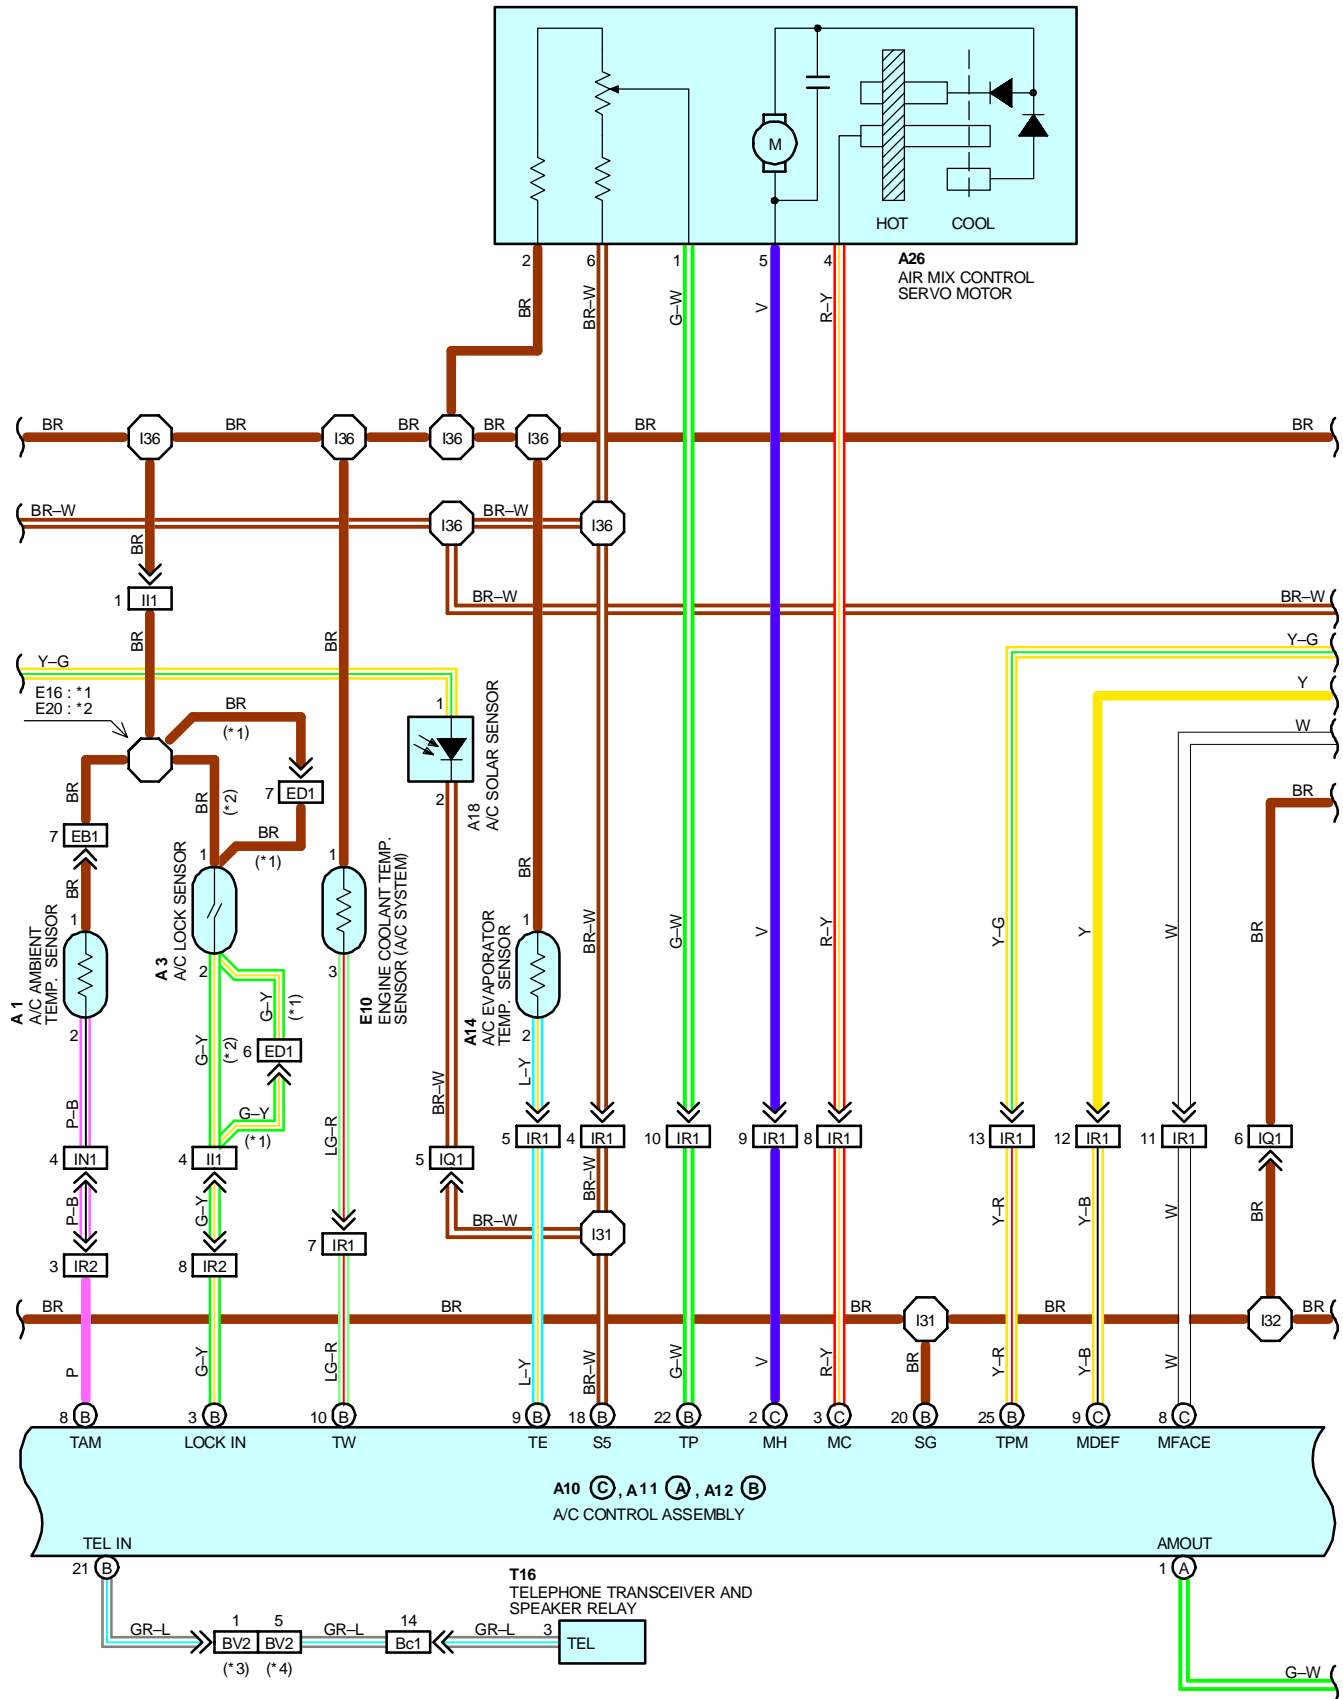 M
HOT COOL
2 6 1 5 4
A26
AIR MIX CONTROL
SERVO MOTOR
BR BR–W G–W V R–Y
BR BR BR BR BR BR
I36 I36 I36 I36
BR–W BR–W
I36 I36
BR
1 II1
BR–W BR–W
BR BR
Y–G Y–G
E16 : *1
E20 : *2
1
BR
(*1)
Y
W
A18
A/C SOLAR SENSOR
2
BR BR (*2)
7 ED1
BR
7 EB1
BR
(*1)
BR
1 1 1
BR
A 1
A/C AMBIENT
TEMP. SENSOR
A 3
A/C LOCK SENSOR
E10
ENGINE COOLANT TEMP.
SENSOR (A/C SYSTEM)
A14
A/C EVAPORATOR
TEMP. SENSOR
1
BR–W G–W V R–Y Y–G Y W BR
2 3
G–Y (*1)
2 2
G–Y (*2)
6 ED1
P–B
G–Y
(*1)
LG–R
BR–W
L–Y
5 IR1 4 IR1 10 IR1 9 IR1 8 IR1 13 IR1 12 IR1 11 IR1 6 IQ1
4 IN1 4 II1 5 IQ1
BR–W
P–B G–Y
BR–W
I31
Y–R Y–B W BR
7 IR1
3 IR2 8 IR2
BR BR BR BR BR
I31 I32
P G–Y LG–R L–Y BR–W G–W V R–Y BR Y–R Y–B W
8 B 3 B 10 B 9 B 18 B 22 B 2 C 3 C 20 B 25 B 9 C 8 C
TAM LOCK IN TW TE S5 TP MH MC SG TPM MDEF MFACE
A10 C , A11 A , A12 B
A/C CONTROL ASSEMBLY
TEL IN AMOUT
21 B 1 A
T16
TELEPHONE TRANSCEIVER AND
SPEAKER RELAY
1 5 14
GR–L BV2 BV2 GR–L Bc1 GR–L 3 TEL
(*3) (*4)
G–W